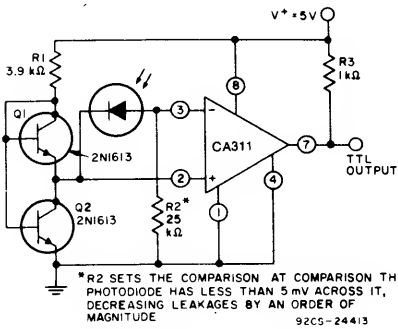 V+ = 5V
R1
3.9 kΩ
R3
1 kΩ
Q1
2N1613
8
3
−
CA311
7
2
+
4
TTL
OUTPUT
Q2
2N1613
R2*
25
kΩ
1
*R2 SETS THE COMPARISON AT COMPARISON TH
PHOTODIODE HAS LESS THAN 5 mV ACROSS IT,
DECREASING LEAKAGES BY AN ORDER OF
MAGNITUDE
92CS-24413